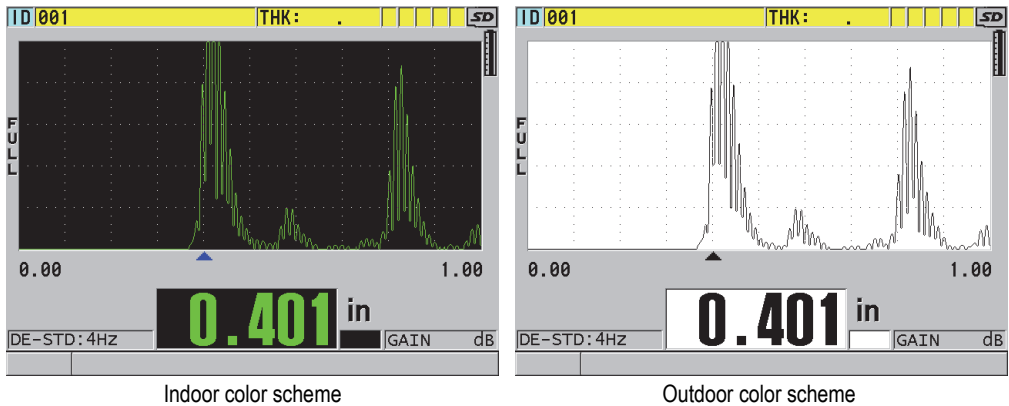 ID 001 THK: . SD
FULL
0.00 1.00
0.401 in
DE-STD:4Hz GAIN dB
Indoor color scheme
ID 001 THK: . SD
FULL
0.00 1.00
0.401 in
DE-STD:4Hz GAIN dB
Outdoor color scheme